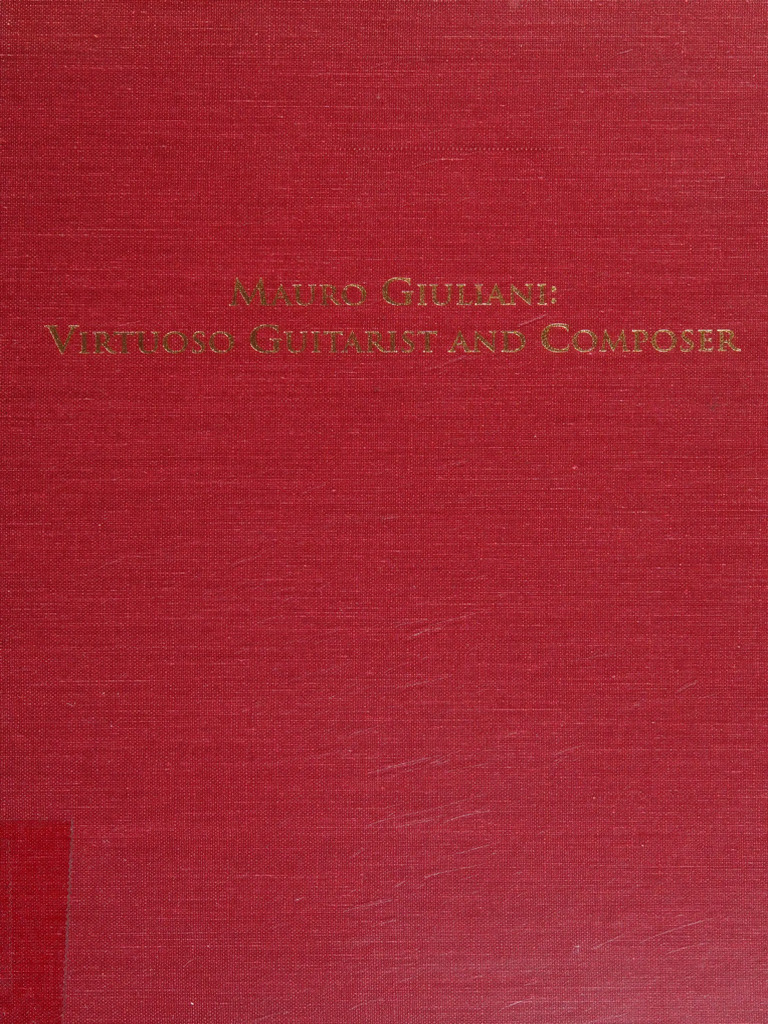 Mauro Giuliani:
Virtuoso Guitarist and Composer